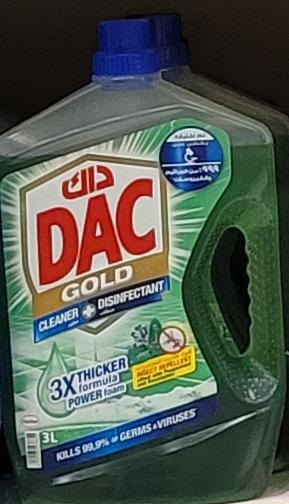 داك
DAC
GOLD
CLEANER + DISINFECTANT
3X THICKER
formula
POWER foam
INSECT REPELLENT
3L
KILLS 99,9% of GERMS & VIRUSES